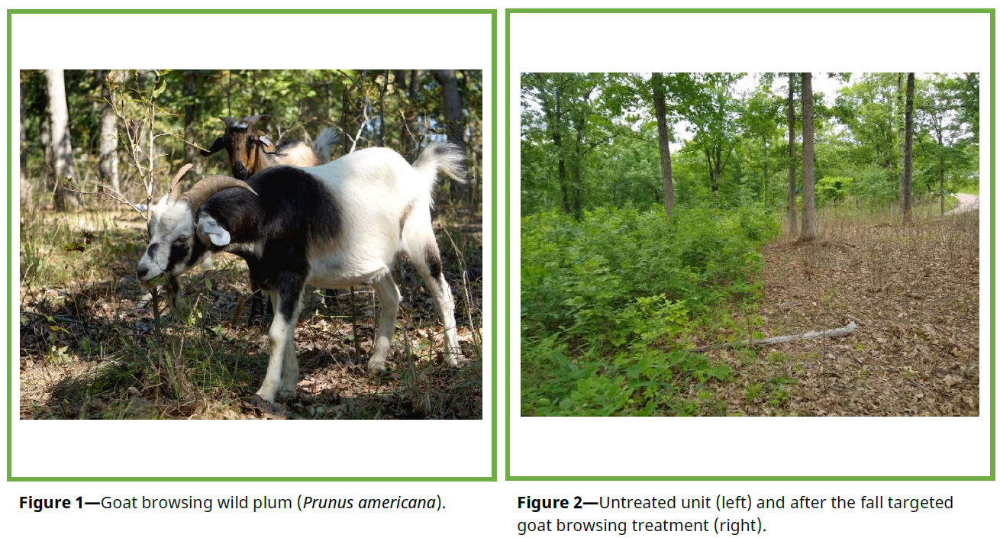 Figure 1—Goat browsing wild plum (Prunus americana).
Figure 2—Untreated unit (left) and after the fall targeted
goat browsing treatment (right).